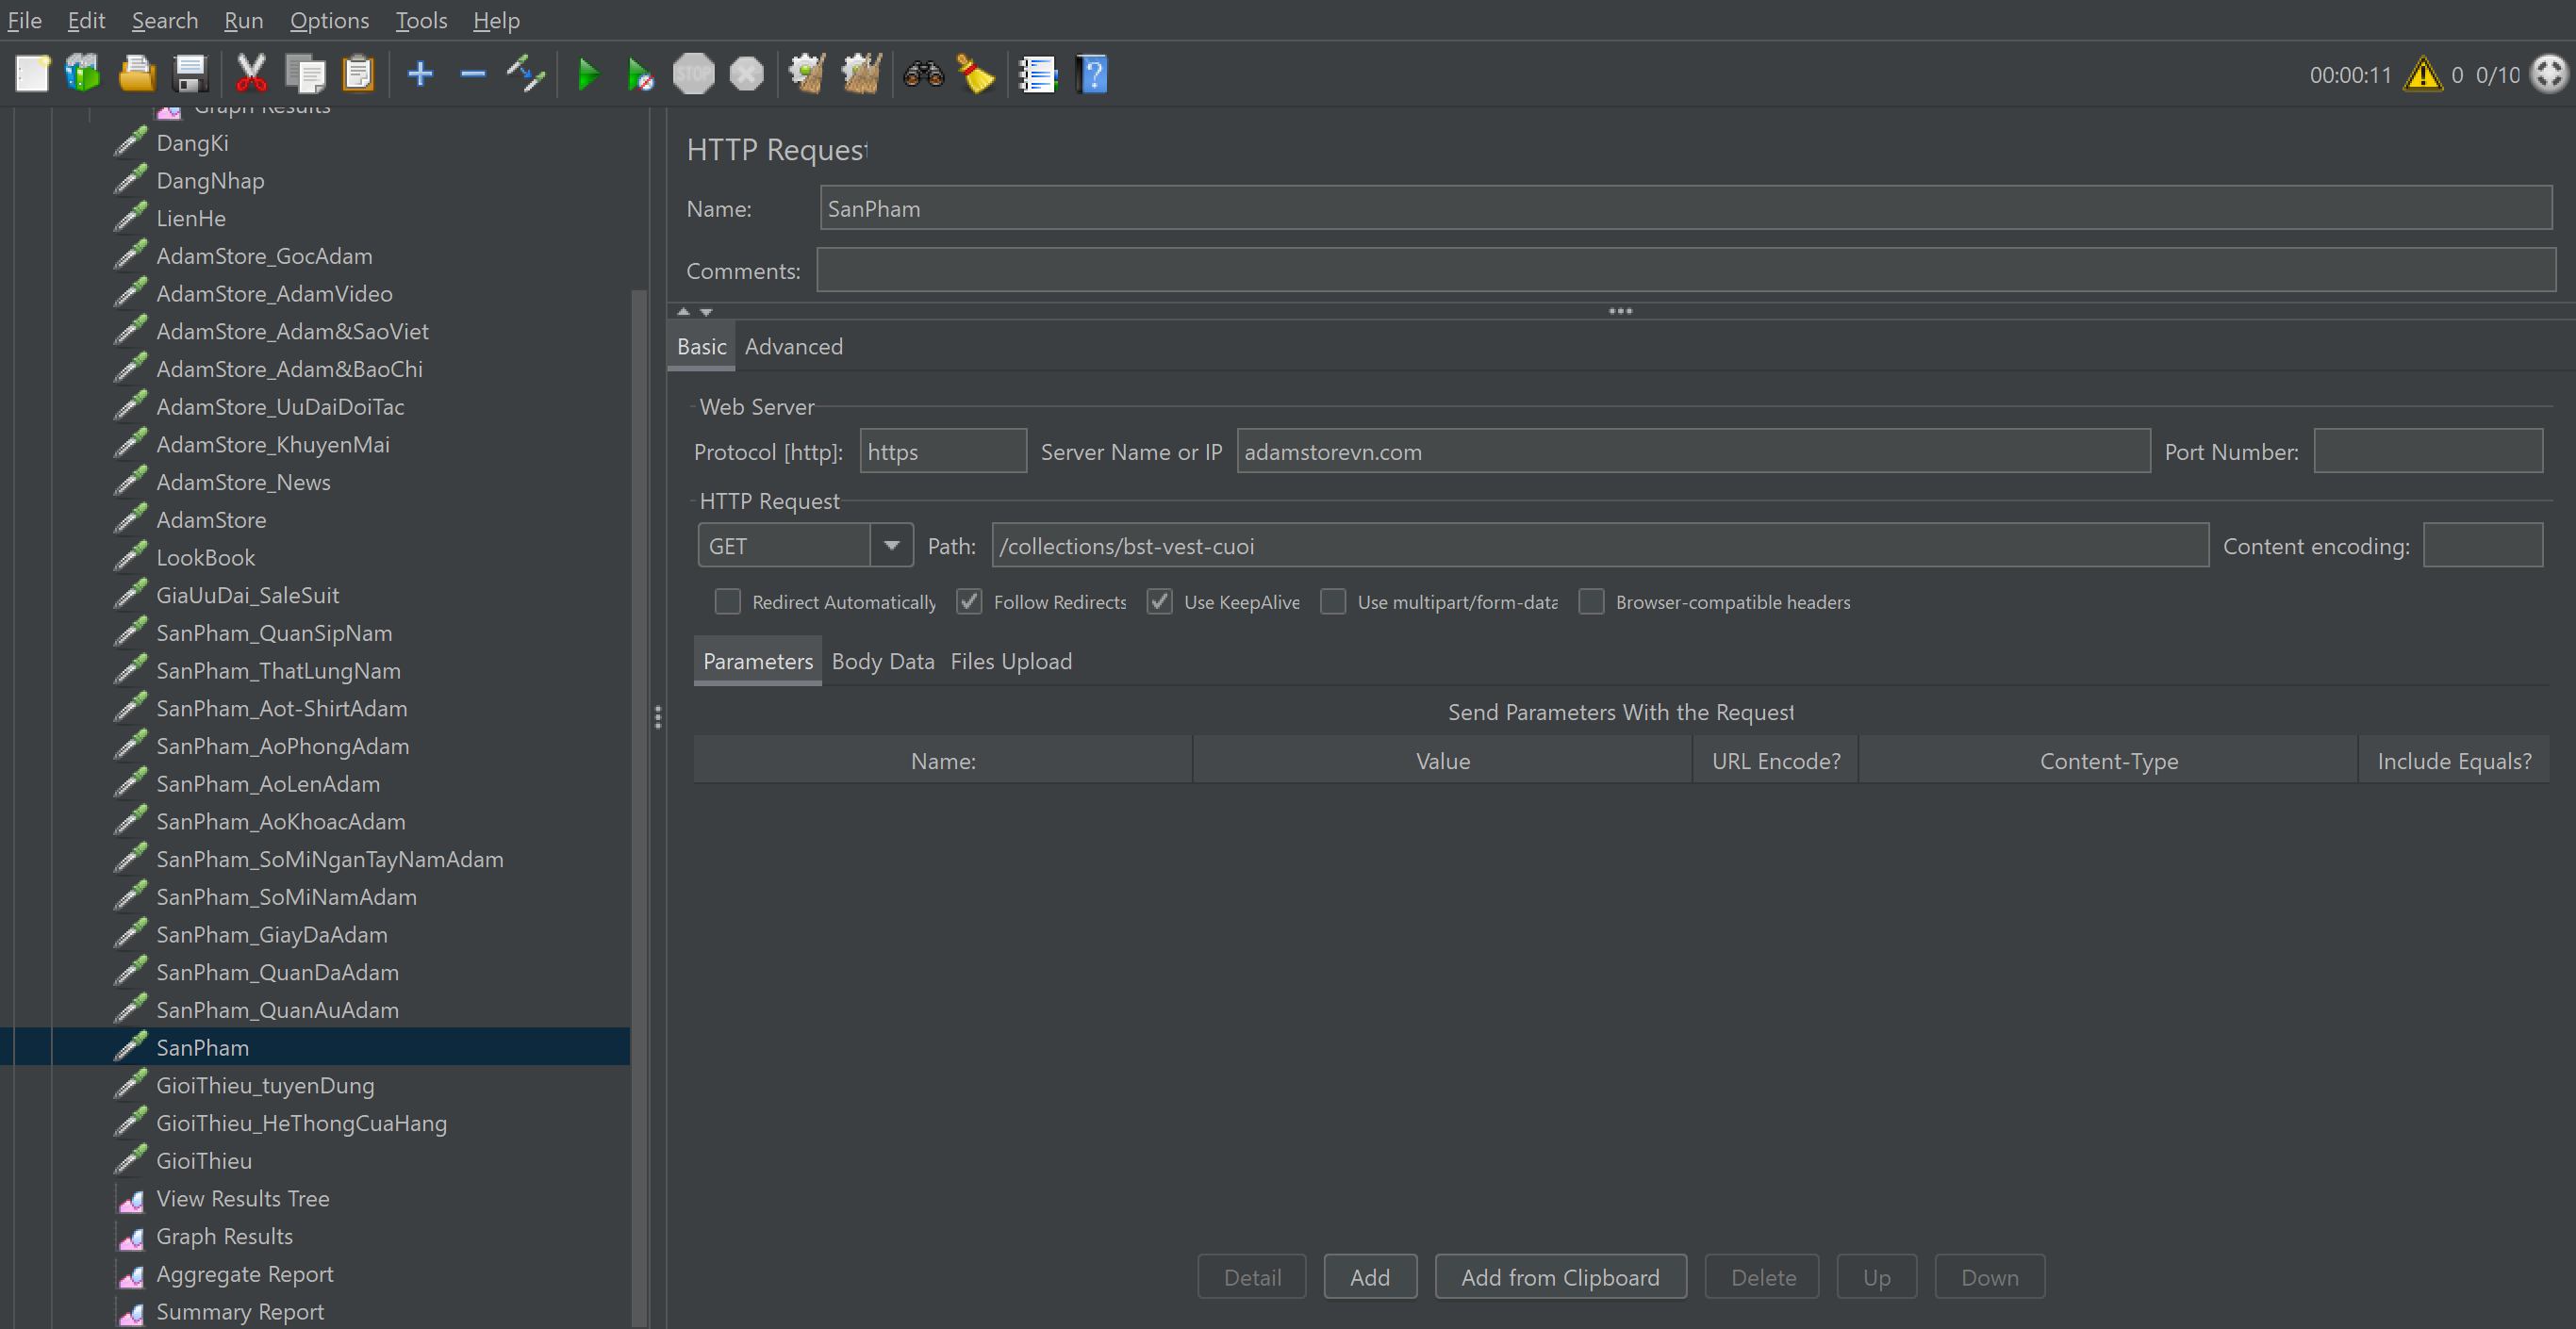 File Edit Search Run Options Tools Help
STOP
00:00:11 0 0/10
Graph Results
DangKi
DangNhap
LienHe
AdamStore_GocAdam
AdamStore_AdamVideo
AdamStore_Adam&SaoViet
AdamStore_Adam&BaoChi
AdamStore_UuDaiDoiTac
AdamStore_KhuyenMai
AdamStore_News
AdamStore
LookBook
GiaUuDai_SaleSuit
SanPham_QuanSipNam
SanPham_ThatLungNam
SanPham_Aot-ShirtAdam
SanPham_AoPhongAdam
SanPham_AoLenAdam
SanPham_AoKhoacAdam
SanPham_SoMiNganTayNamAdam
SanPham_SoMiNamAdam
SanPham_GiayDaAdam
SanPham_QuanDaAdam
SanPham_QuanAuAdam
SanPham
GioiThieu_tuyenDung
GioiThieu_HeThongCuaHang
GioiThieu
View Results Tree
Graph Results
Aggregate Report
Summary Report
HTTP Request
Name: SanPham
Comments:
Basic Advanced
Web Server
Protocol [http]: https Server Name or IP adamstorevn.com Port Number:
HTTP Request
GET Path: /collections/bst-vest-cuoi Content encoding:
Redirect Automatically Follow Redirects Use KeepAlive Use multipart/form-data Browser-compatible headers
Parameters Body Data Files Upload
Send Parameters With the Request
Name: Value URL Encode? Content-Type Include Equals?
Detail Add Add from Clipboard Delete Up Down